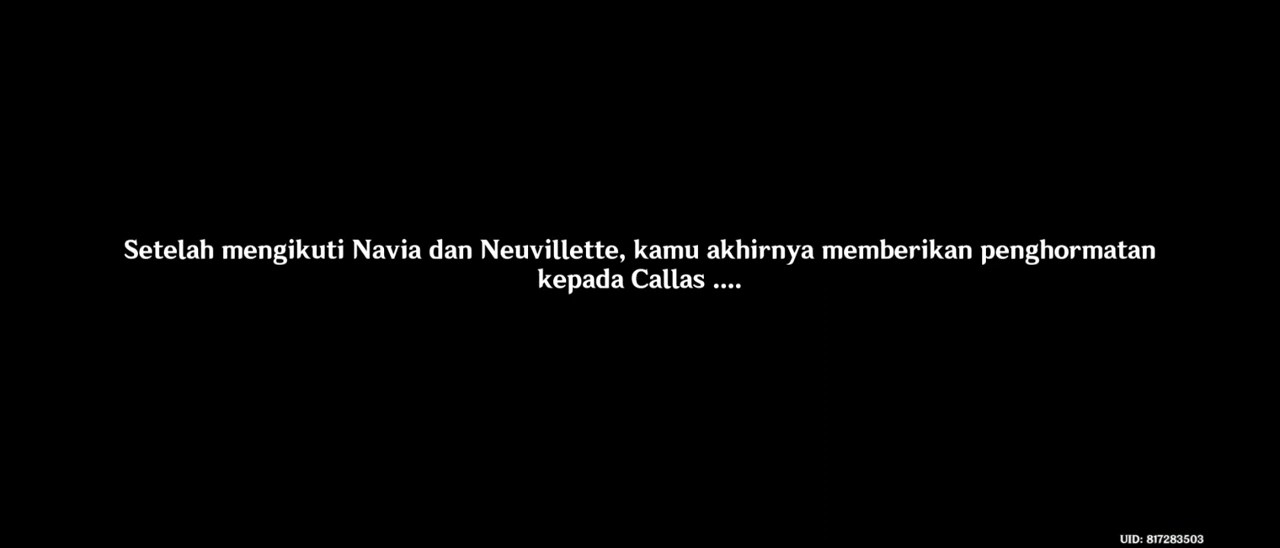 Setelah mengikuti Navia dan Neuvillette, kamu akhirnya memberikan penghormatan
kepada Callas ....
UID: 817283503